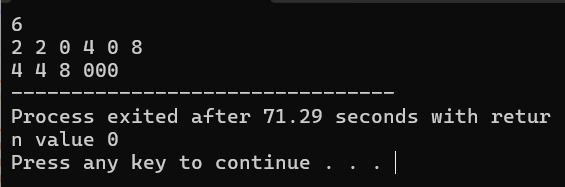 6
2 2 0 4 0 8
4 4 8 000
--------------------------------
Process exited after 71.29 seconds with retur
n value 0
Press any key to continue . . .